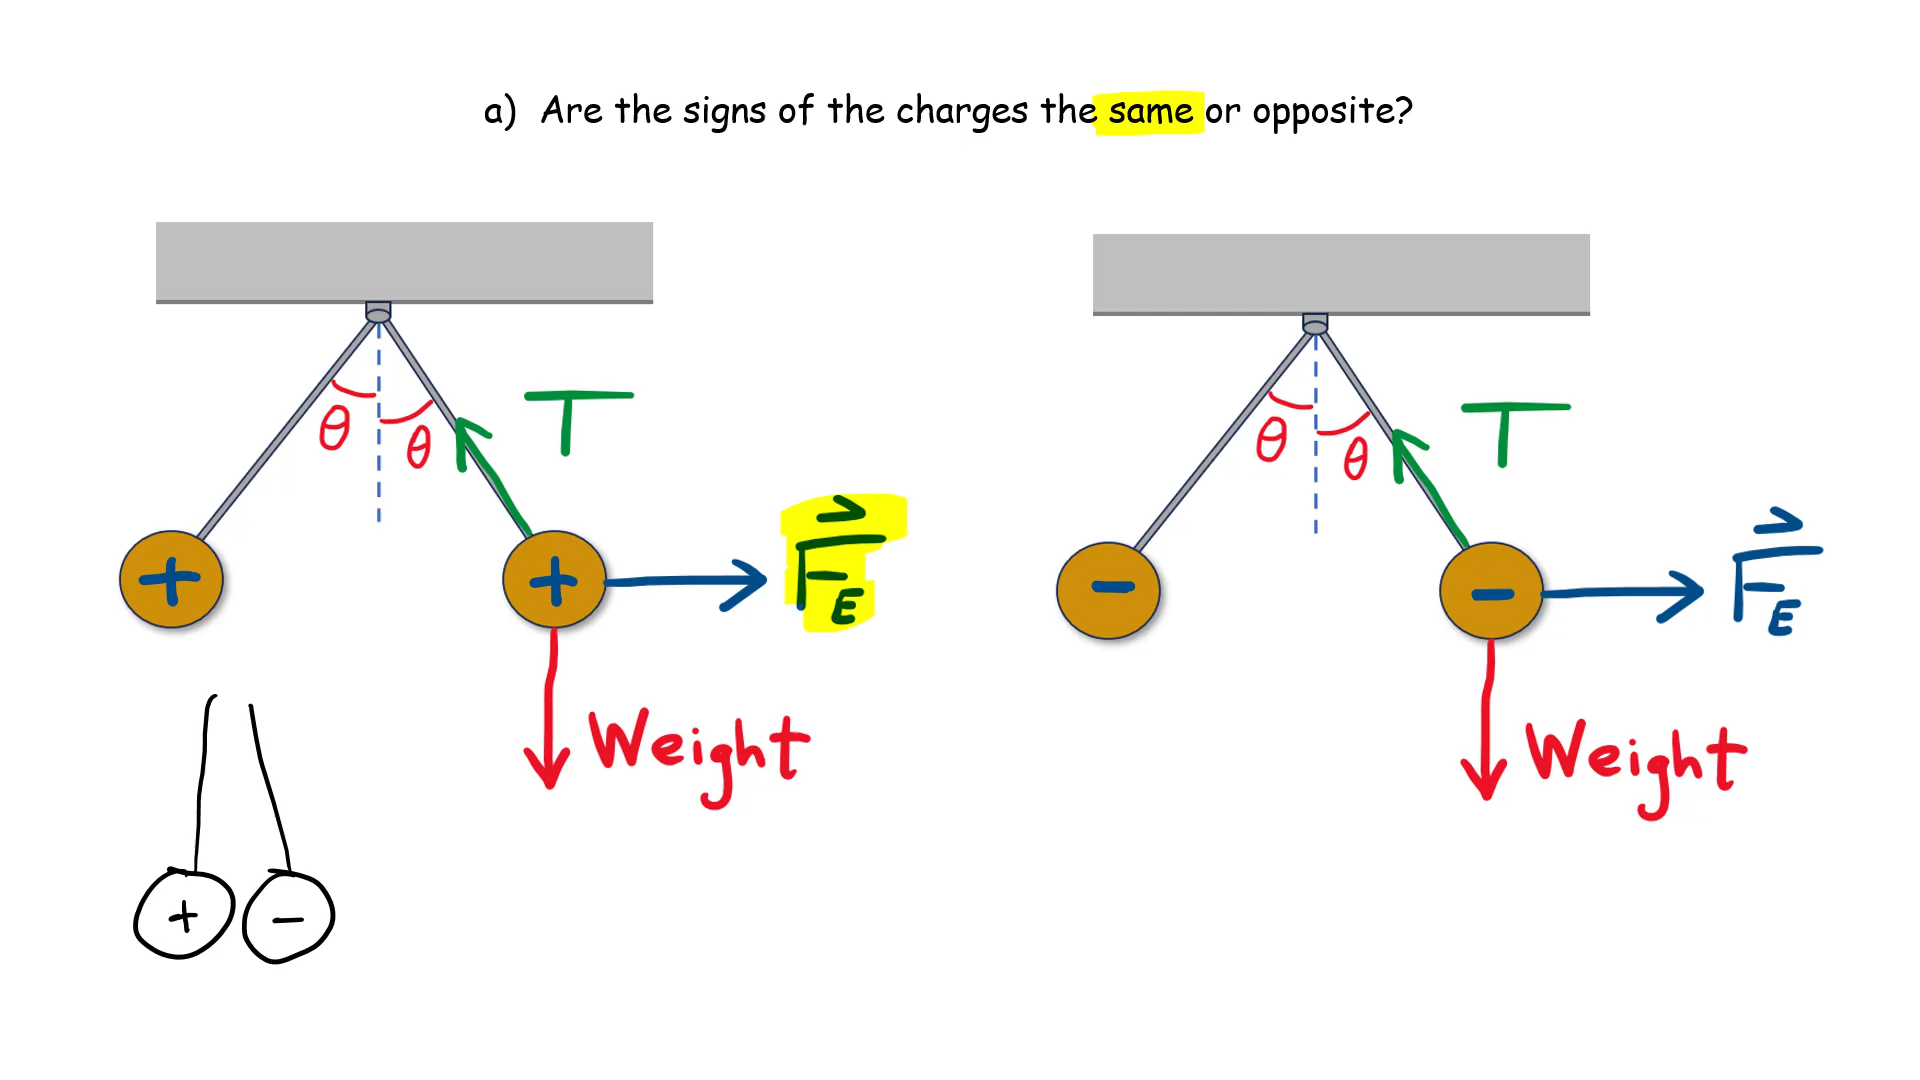 a) Are the signs of the charges the same or opposite?
θ θ T
+ + F_E
Weight
+ -
θ θ T
- - F_E
Weight